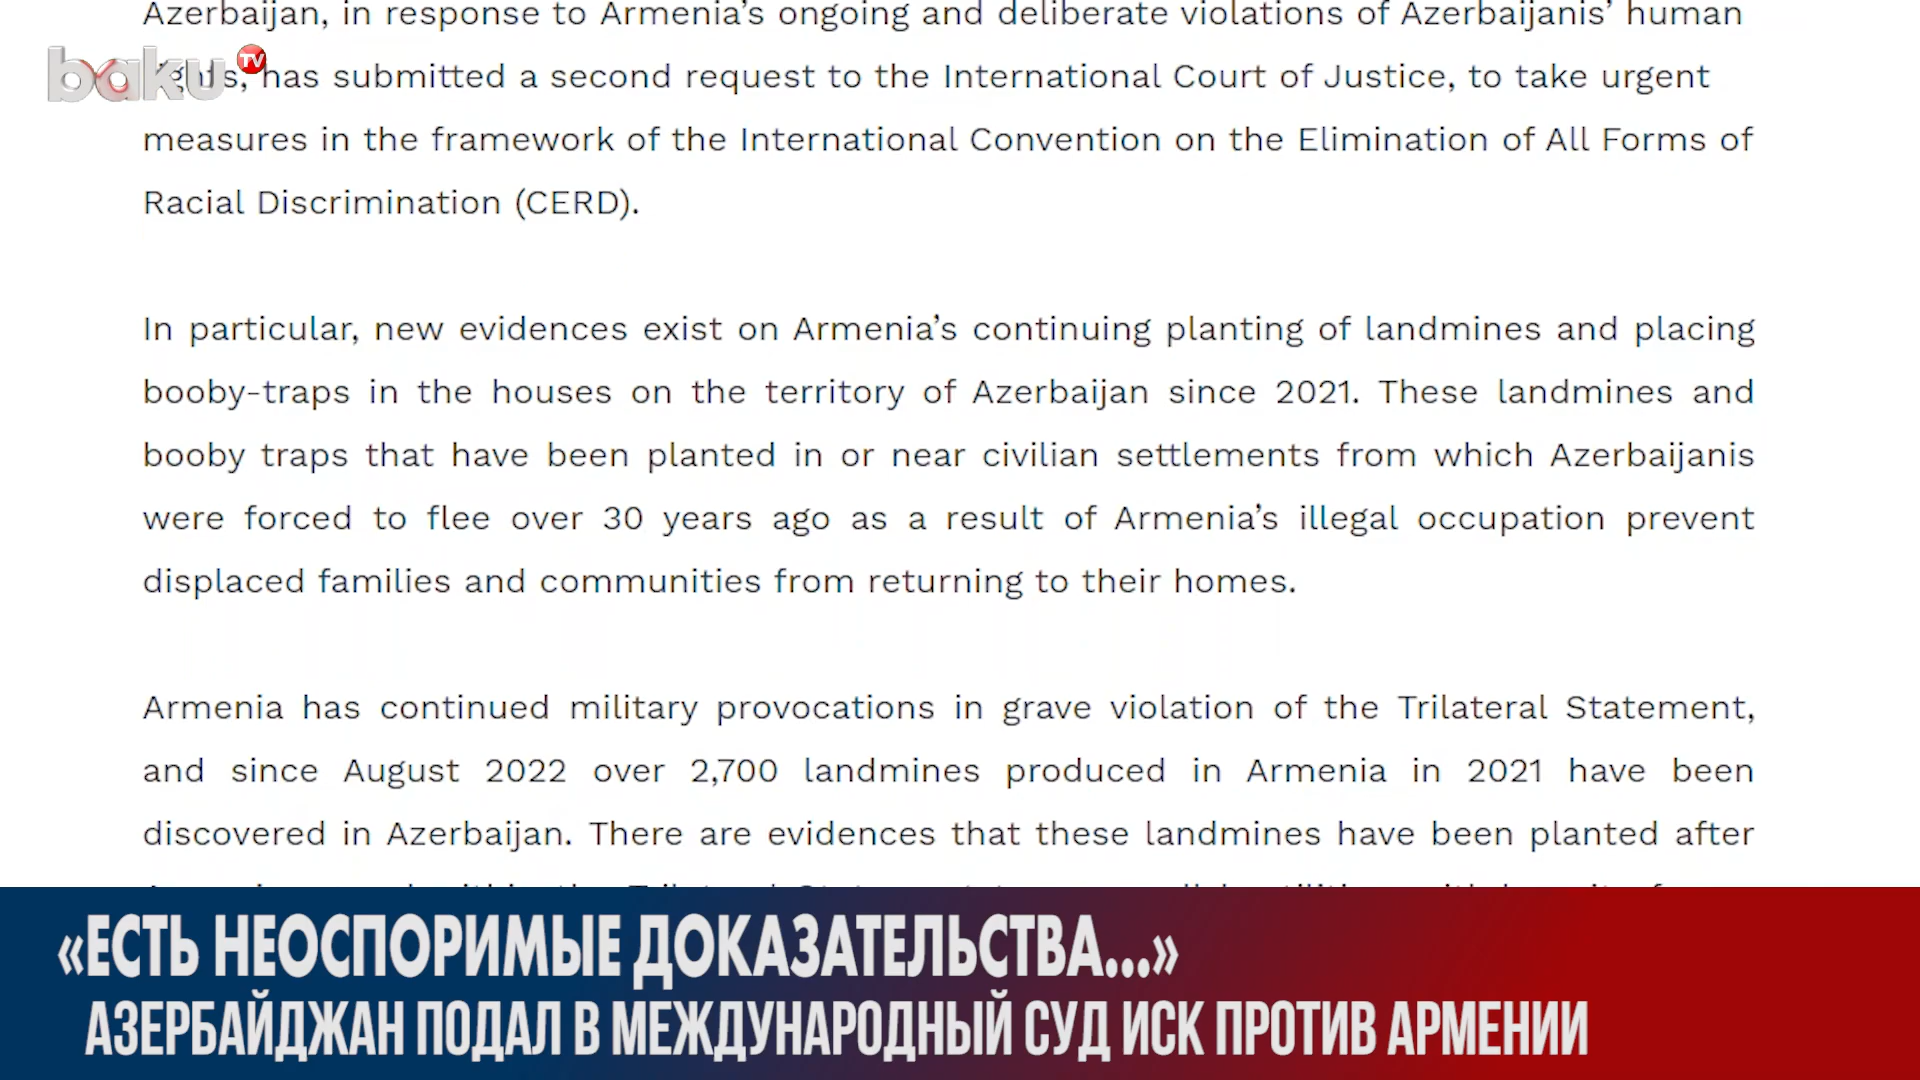 Azerbaijan, in response to Armenia's ongoing and deliberate violations of Azerbaijanis' human
baku TV
rights, has submitted a second request to the International Court of Justice, to take urgent
measures in the framework of the International Convention on the Elimination of All Forms of
Racial Discrimination (CERD).
In particular, new evidences exist on Armenia's continuing planting of landmines and placing
booby-traps in the houses on the territory of Azerbaijan since 2021. These landmines and
booby traps that have been planted in or near civilian settlements from which Azerbaijanis
were forced to flee over 30 years ago as a result of Armenia's illegal occupation prevent
displaced families and communities from returning to their homes.
Armenia has continued military provocations in grave violation of the Trilateral Statement,
and since August 2022 over 2,700 landmines produced in Armenia in 2021 have been
discovered in Azerbaijan. There are evidences that these landmines have been planted after
«ЕСТЬ НЕОСПОРИМЫЕ ДОКАЗАТЕЛЬСТВА...»
АЗЕРБАЙДЖАН ПОДАЛ В МЕЖДУНАРОДНЫЙ СУД ИСК ПРОТИВ АРМЕНИИ